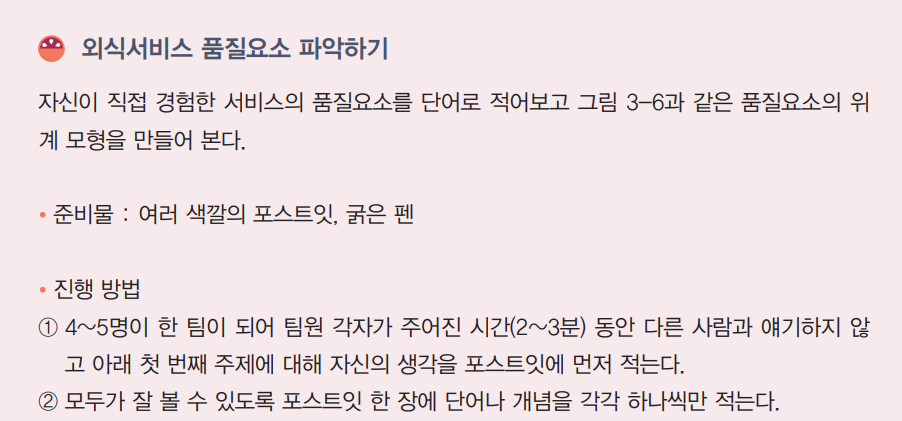 외식서비스 품질요소 파악하기
자신이 직접 경험한 서비스의 품질요소를 단어로 적어보고 그림 3-6과 같은 품질요소의 위
계 모형을 만들어 본다.
• 준비물 : 여러 색깔의 포스트잇, 굵은 펜
• 진행 방법
① 4~5명이 한 팀이 되어 팀원 각자가 주어진 시간(2~3분) 동안 다른 사람과 얘기하지 않
고 아래 첫 번째 주제에 대해 자신의 생각을 포스트잇에 먼저 적는다.
② 모두가 잘 볼 수 있도록 포스트잇 한 장에 단어나 개념을 각각 하나씩만 적는다.